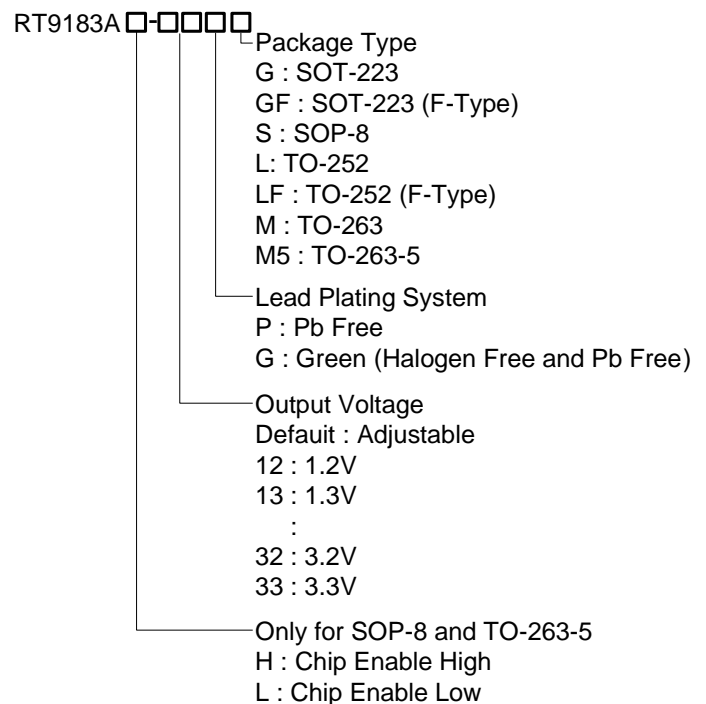 RT9183A □-□□□□
Package Type
G : SOT-223
GF : SOT-223 (F-Type)
S : SOP-8
L: TO-252
LF : TO-252 (F-Type)
M : TO-263
M5 : TO-263-5
Lead Plating System
P : Pb Free
G : Green (Halogen Free and Pb Free)
Output Voltage
Defauit : Adjustable
12 : 1.2V
13 : 1.3V
:
32 : 3.2V
33 : 3.3V
Only for SOP-8 and TO-263-5
H : Chip Enable High
L : Chip Enable Low